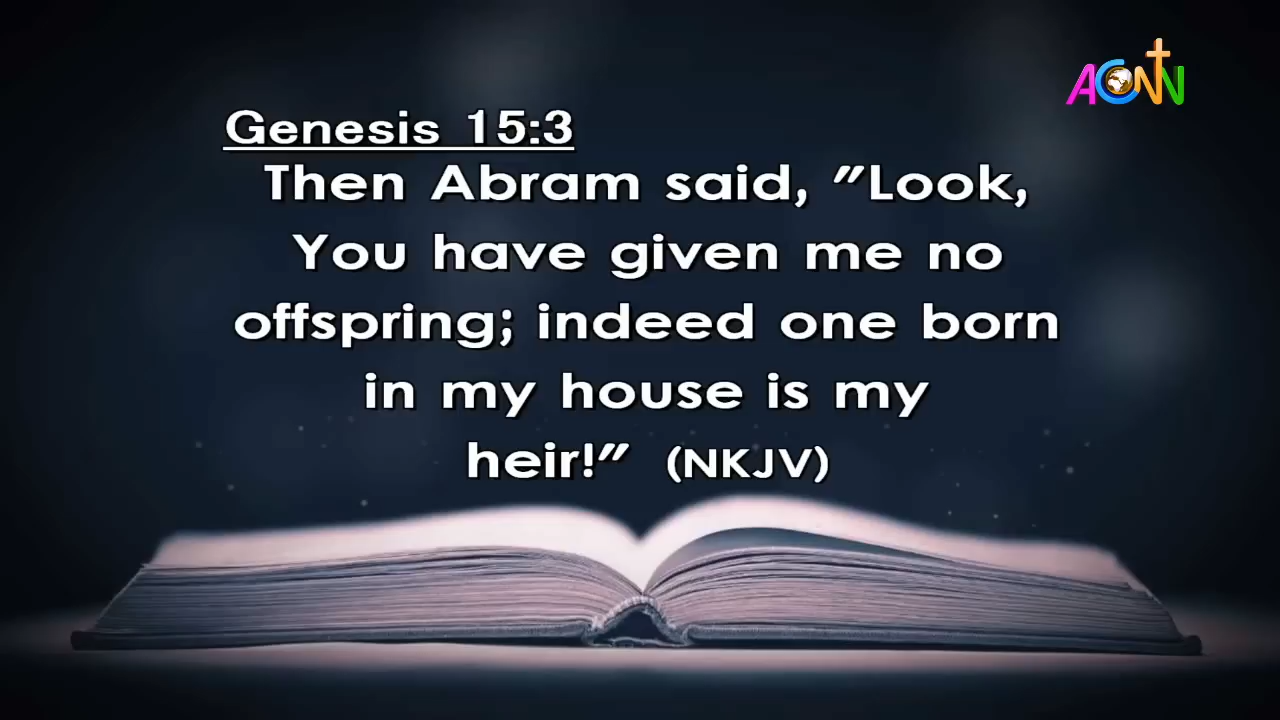 ACNN
Genesis 15:3
Then Abram said, "Look,
You have given me no
offspring; indeed one born
in my house is my
heir!" (NKJV)